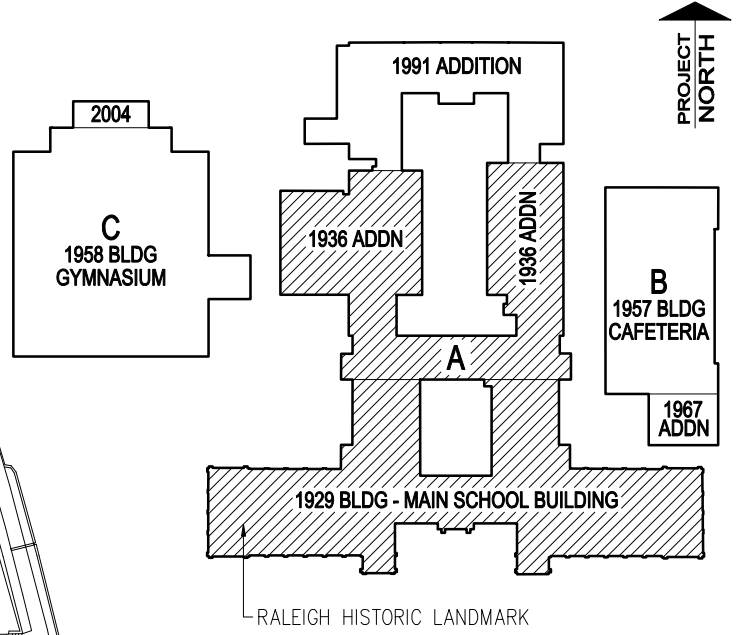 PROJECT
NORTH
1991 ADDITION
2004
C
1958 BLDG
GYMNASIUM
1936 ADDN
1936 ADDN
B
1957 BLDG
CAFETERIA
A
1967
ADDN
1929 BLDG - MAIN SCHOOL BUILDING
RALEIGH HISTORIC LANDMARK